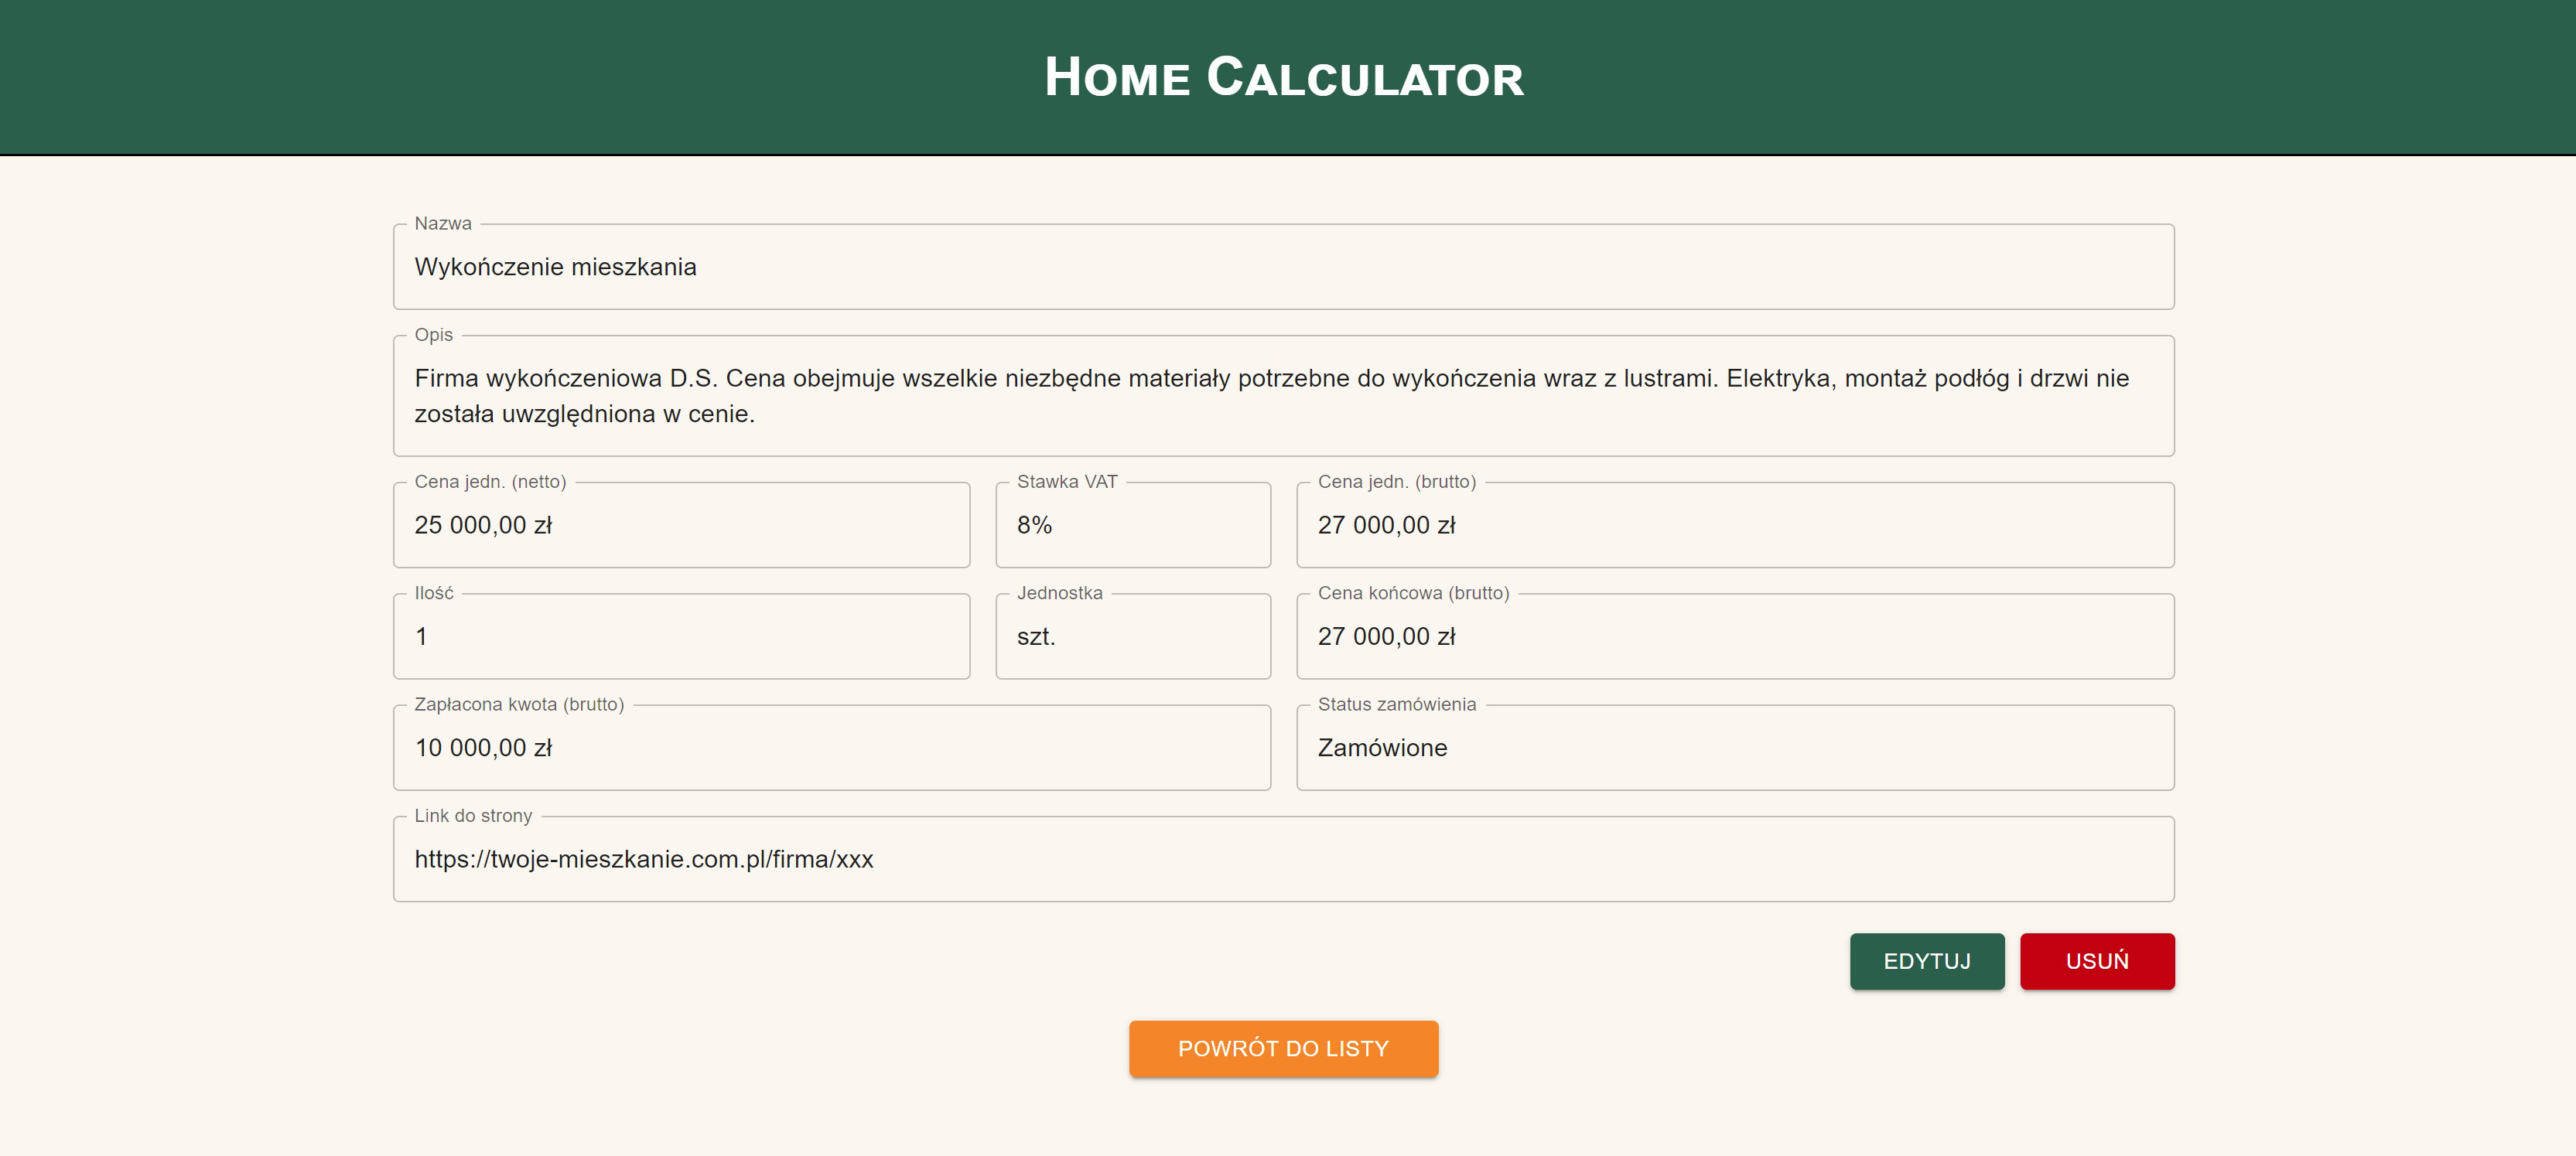 Home Calculator
Nazwa
Wykończenie mieszkania
Opis
Firma wykończeniowa D.S. Cena obejmuje wszelkie niezbędne materiały potrzebne do wykończenia wraz z lustrami. Elektryka, montaż podłóg i drzwi nie
została uwzględniona w cenie.
Cena jedn. (netto)
25 000,00 zł
Stawka VAT
8%
Cena jedn. (brutto)
27 000,00 zł
Ilość
1
Jednostka
szt.
Cena końcowa (brutto)
27 000,00 zł
Zapłacona kwota (brutto)
10 000,00 zł
Status zamówienia
Zamówione
Link do strony
https://twoje-mieszkanie.com.pl/firma/xxx
EDYTUJ
USUŃ
POWRÓT DO LISTY